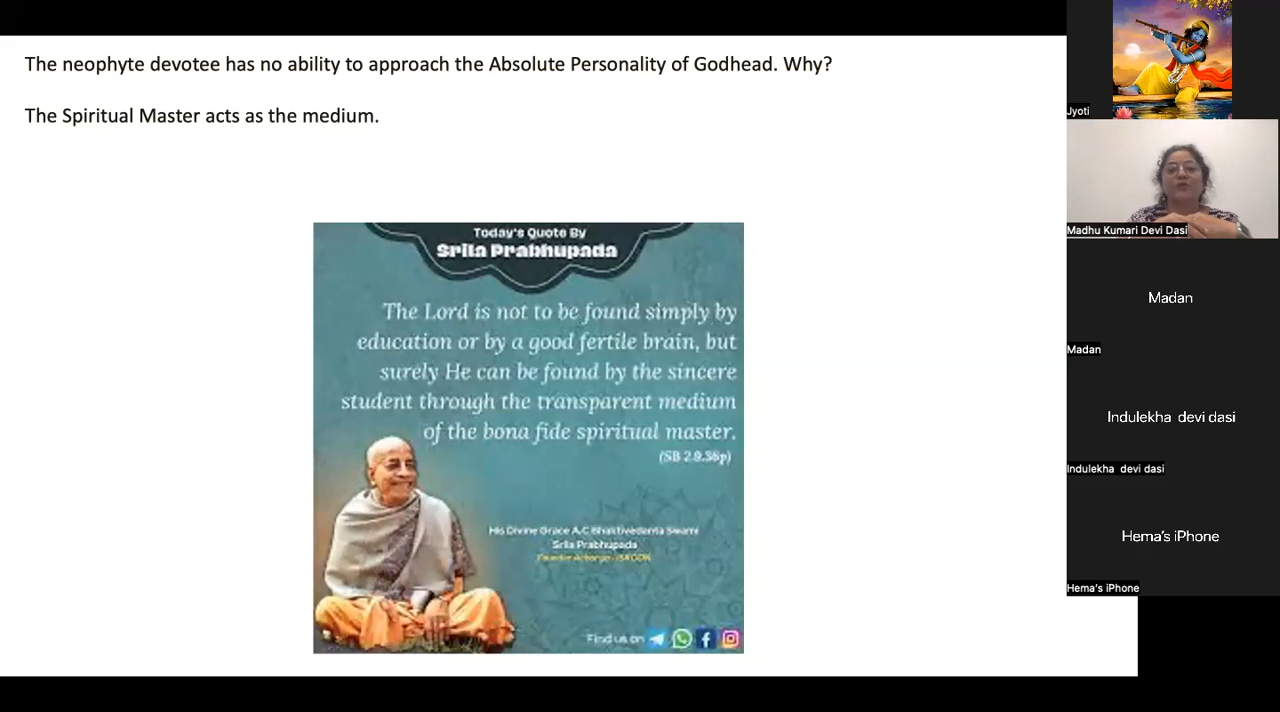 The neophyte devotee has no ability to approach the Absolute Personality of Godhead. Why?
The Spiritual Master acts as the medium.
Today's Quote By
Srila Prabhupada
The Lord is not to be found simply by
education or by a good fertile brain, but
surely He can be found by the sincere
student through the transparent medium
of the bona fide spiritual master.
(SB 2.9.36p)
His Divine Grace A.C Bhaktivedanta Swami
Srila Prabhupada
Founder Acharya - ISKCON
Find us on
Jyoti
Madhu Kumari Devi Dasi
Madan
Madan
Indulekha devi dasi
Indulekha devi dasi
Hema's iPhone
Hema's iPhone